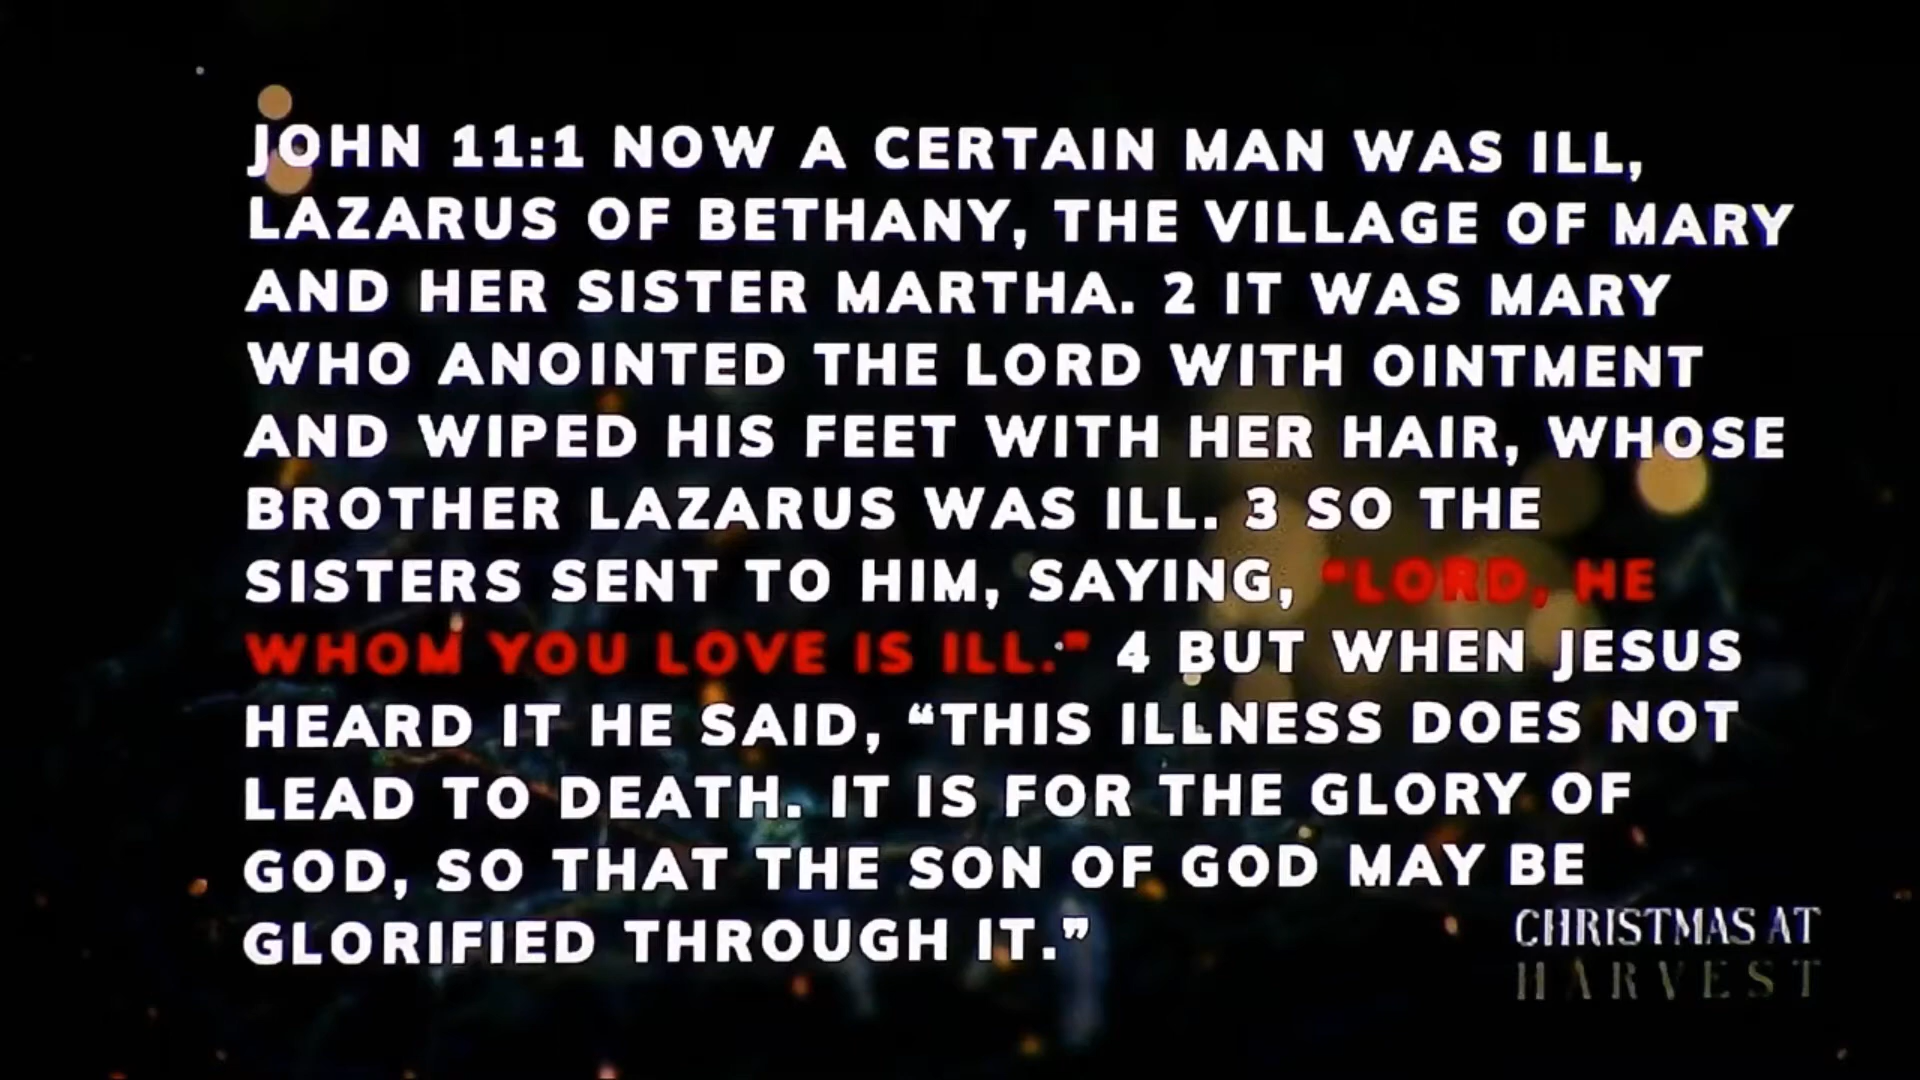 JOHN 11:1 NOW A CERTAIN MAN WAS ILL,
LAZARUS OF BETHANY, THE VILLAGE OF MARY
AND HER SISTER MARTHA. 2 IT WAS MARY
WHO ANOINTED THE LORD WITH OINTMENT
AND WIPED HIS FEET WITH HER HAIR, WHOSE
BROTHER LAZARUS WAS ILL. 3 SO THE
SISTERS SENT TO HIM, SAYING, “LORD, HE
WHOM YOU LOVE IS ILL.” 4 BUT WHEN JESUS
HEARD IT HE SAID, “THIS ILLNESS DOES NOT
LEAD TO DEATH. IT IS FOR THE GLORY OF
GOD, SO THAT THE SON OF GOD MAY BE
GLORIFIED THROUGH IT.”
CHRISTMAS AT
HARVEST